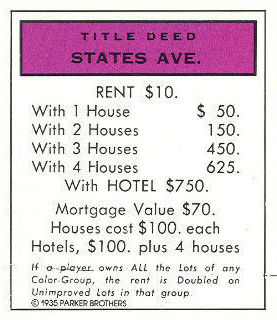 TITLE DEED
STATES AVE.
RENT $10.
With 1 House $ 50.
With 2 Houses 150.
With 3 Houses 450.
With 4 Houses 625.
With HOTEL $750.
Mortgage Value $70.
Houses cost $100. each
Hotels, $100. plus 4 houses
If a player owns ALL the Lots of any
Color-Group, the rent is Doubled on
Unimproved Lots in that group.
©1935 PARKER BROTHERS